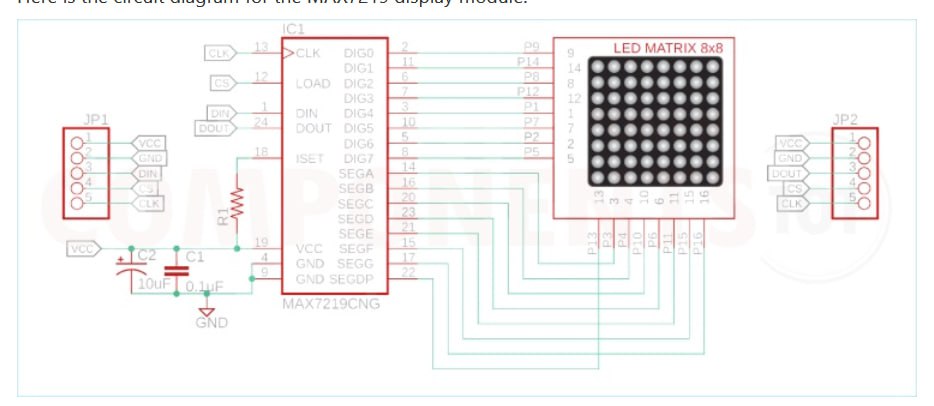 Here is the circuit diagram for the MAX7219 display module.
IC1
CLK 13 CLK DIG0 2 P9 9
LED MATRIX 8x8
DIG1 11 P14 14
CS 12 LOAD DIG2 6 P8 8
DIG3 7 P12 12
DIN 1 DIN DIG4 3 P1 1
DOUT 24 DOUT DIG5 10 P7 7
DIG6 5 P2 2
18 ISET DIG7 8 P5 5
SEGA 14
SEGB 16
SEGC 20
SEGD 23
SEGE 21
VCC 19 VCC SEGF 15
4 GND SEGG 17
9 GND SEGDP 22
MAX7219CNG
R1
+ C2
10uF
C1
0.1uF
GND
13 3 4 10 6 11 15 16
P13 P3 P4 P10 P6 P11 P15 P16
JP1
1 VCC
2 GND
3 DIN
4 CS
5 CLK
JP2
VCC 1
GND 2
DOUT 3
CS 4
CLK 5
COMPONENTS
101